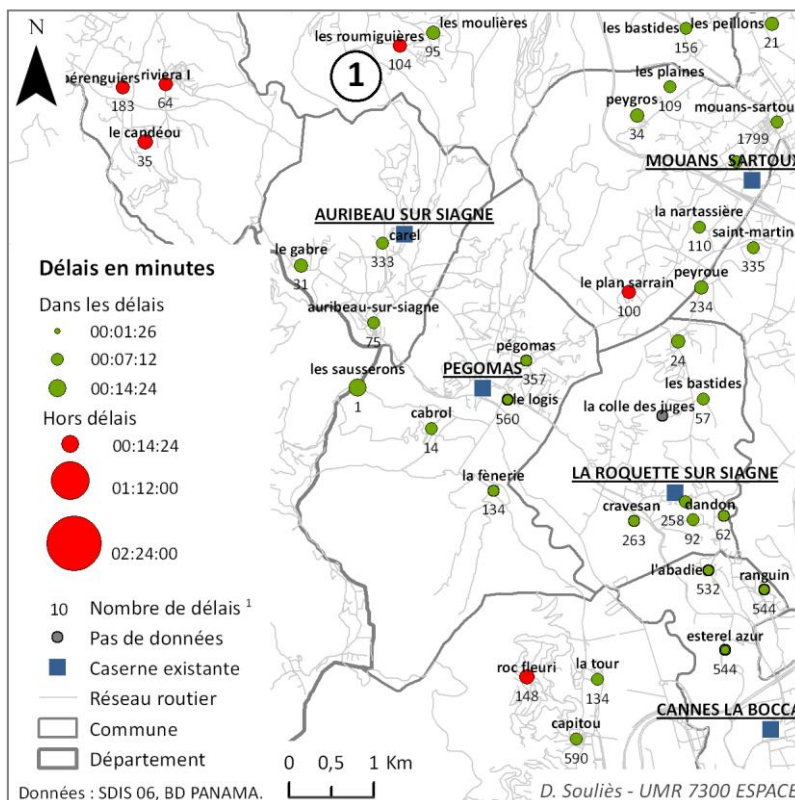 N
les roumiguières
les moulières
les bastides
les peillons
104
95
156
21
1
bérenguiers
riviera I
183
64
le candéou
35
les plaines
109
peygros
34
mouans-sartoux
1799
MOUANS SARTOUX
AURIBEAU SUR SIAGNE
carel
333
le gabre
31
la nartassière
110
saint-martin
335
le plan sarrain
100
peyroue
234
auribeau-sur-siagne
75
24
les sausserons
1
PEGOMAS
pégomas
357
le logis
560
cabrol
14
les bastides
57
la colle des juges
la fènerie
134
LA ROQUETTE SUR SIAGNE
cravesan
263
258
dandon
92
62
l'abadie
532
ranguin
544
esterel azur
544
roc fleuri
148
la tour
134
capitou
590
CANNES LA BOCCA
Délais en minutes
Dans les délais
00:01:26
00:07:12
00:14:24
Hors délais
00:14:24
01:12:00
02:24:00
10 Nombre de délais ¹
Pas de données
Caserne existante
Réseau routier
Commune
Département
0 0,5 1 Km
Données : SDIS 06, BD PANAMA.
D. Souliès - UMR 7300 ESPACE